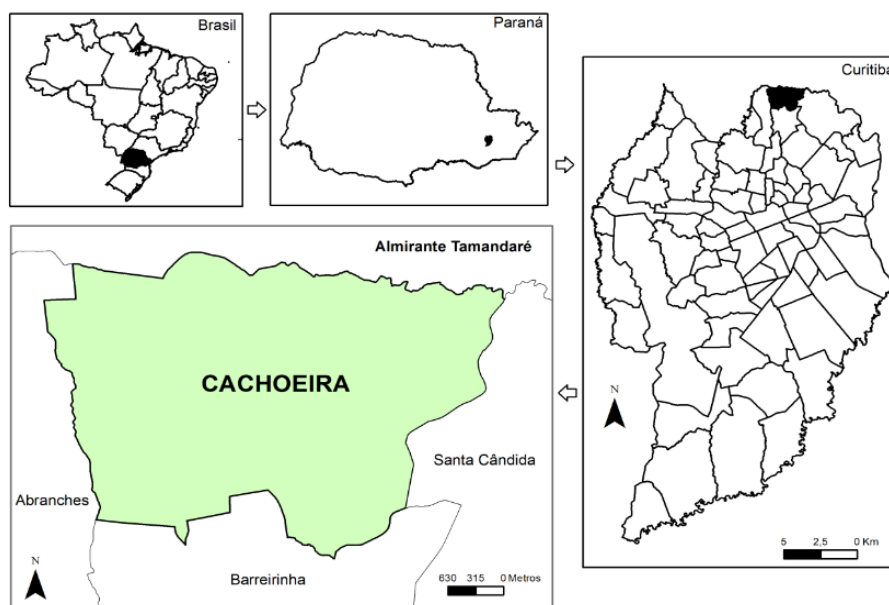 Brasil
Paraná
Curitiba
N
5 2,5 0 Km
Almirante Tamandaré
CACHOEIRA
Santa Cândida
Abranches
Barreirinha
N
630 315 0 Metros